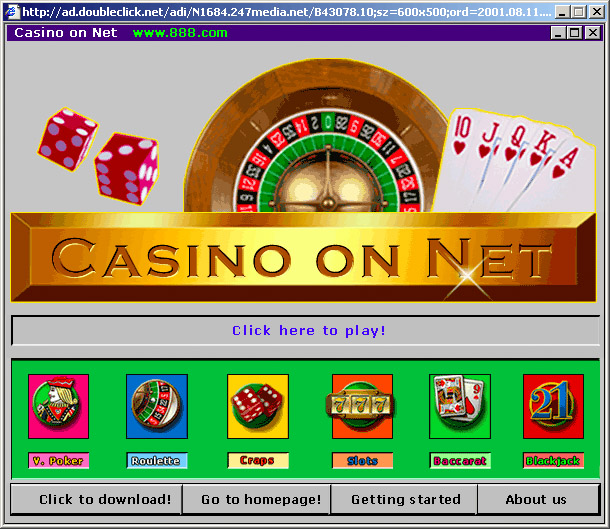 http://ad.doubleclick.net/adi/N1684.247media.net/B43078.10;sz=600x500;ord=2001.08.11....
Casino on Net www.888.com
10 J Q K A
CASINO ON NET
Click here to play!
777
9
21
V. Poker Roulette Craps Slots Baccarat Blackjack
Click to download! Go to homepage! Getting started About us